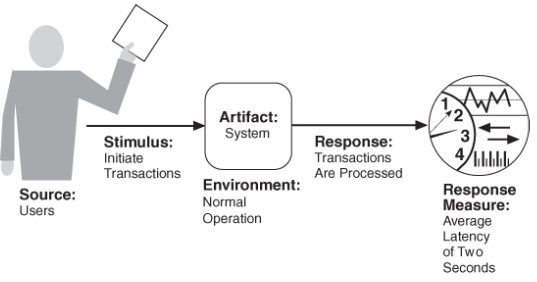 Source:
Users
Stimulus:
Initiate
Transactions
Artifact:
System
Environment:
Normal
Operation
Response:
Transactions
Are Processed
1
2
3
4
Response
Measure:
Average
Latency
of Two
Seconds